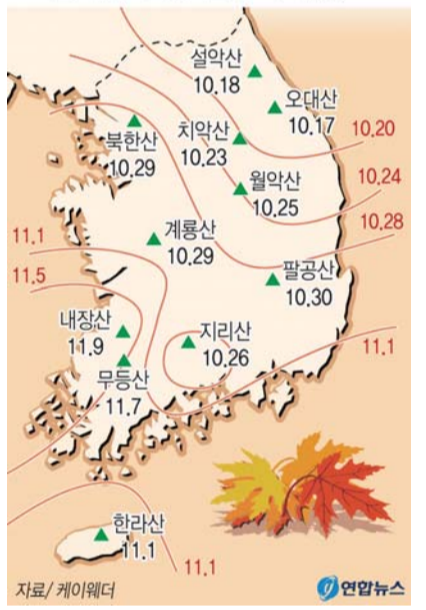 설악산
10.18
오대산
10.17
치악산
10.23
10.20
북한산
10.29
월악산
10.25
10.24
계룡산
10.29
10.28
11.1
11.5
팔공산
10.30
내장산
11.9
지리산
10.26
11.1
무등산
11.7
한라산
11.1
11.1
자료/ 케이웨더
연합뉴스